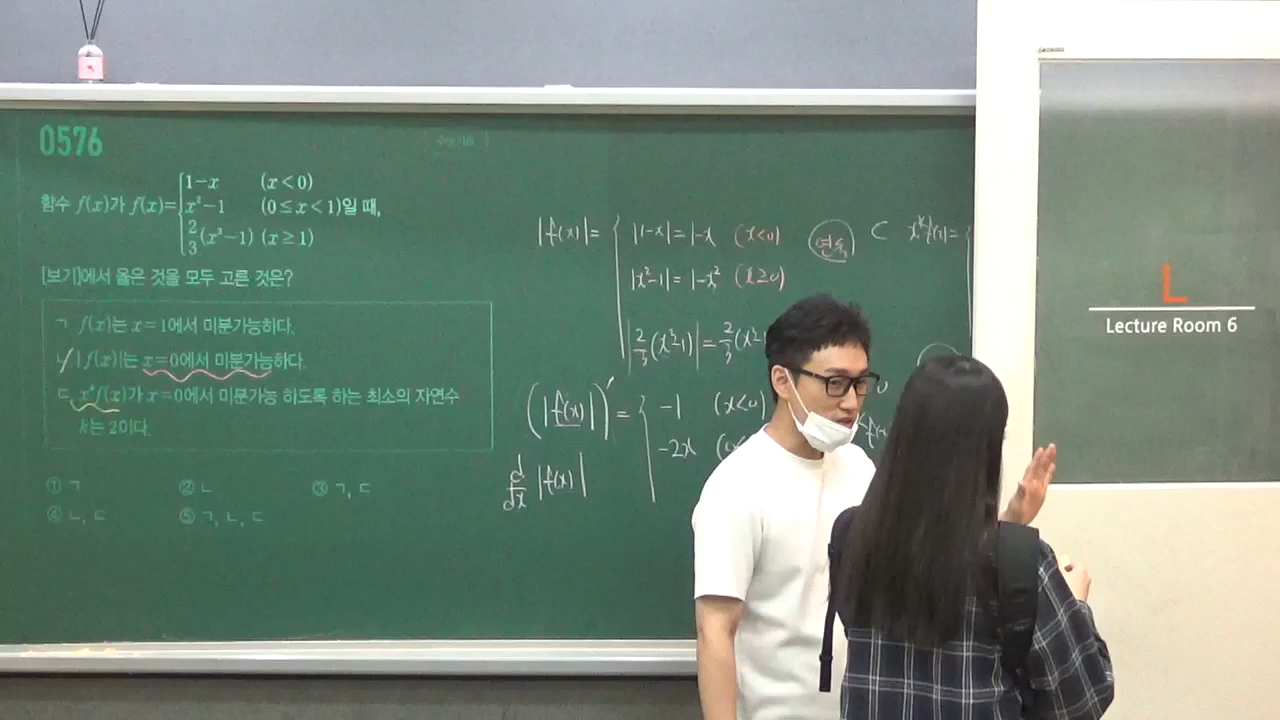 0576
함수 f(x)가 f(x)={1-x (x<0)
x²-1 (0≤x<1)일 때,
2/3(x³-1) (x≥1)
[보기]에서 옳은 것을 모두 고른 것은?
ㄱ. f(x)는 x=1에서 미분가능하다.
ㄴ. |f(x)|는 x=0에서 미분가능하다.
ㄷ. xᵏf(x)가 x=0에서 미분가능 하도록 하는 최소의 자연수
k는 2이다.
① ㄱ ② ㄴ ③ ㄱ, ㄷ
④ ㄴ, ㄷ ⑤ ㄱ, ㄴ, ㄷ
|f(x)|= { |1-x|=1-x (x<0)
|x²-1|=1-x² (x≥0)
|2/3(x³-1)|=2/3(x³-1
연속
ㄷ xᵏf(x)= {
(|f(x)|)′= { -1 (x<0)
-2x
d/dx |f(x)|
L
Lecture Room 6